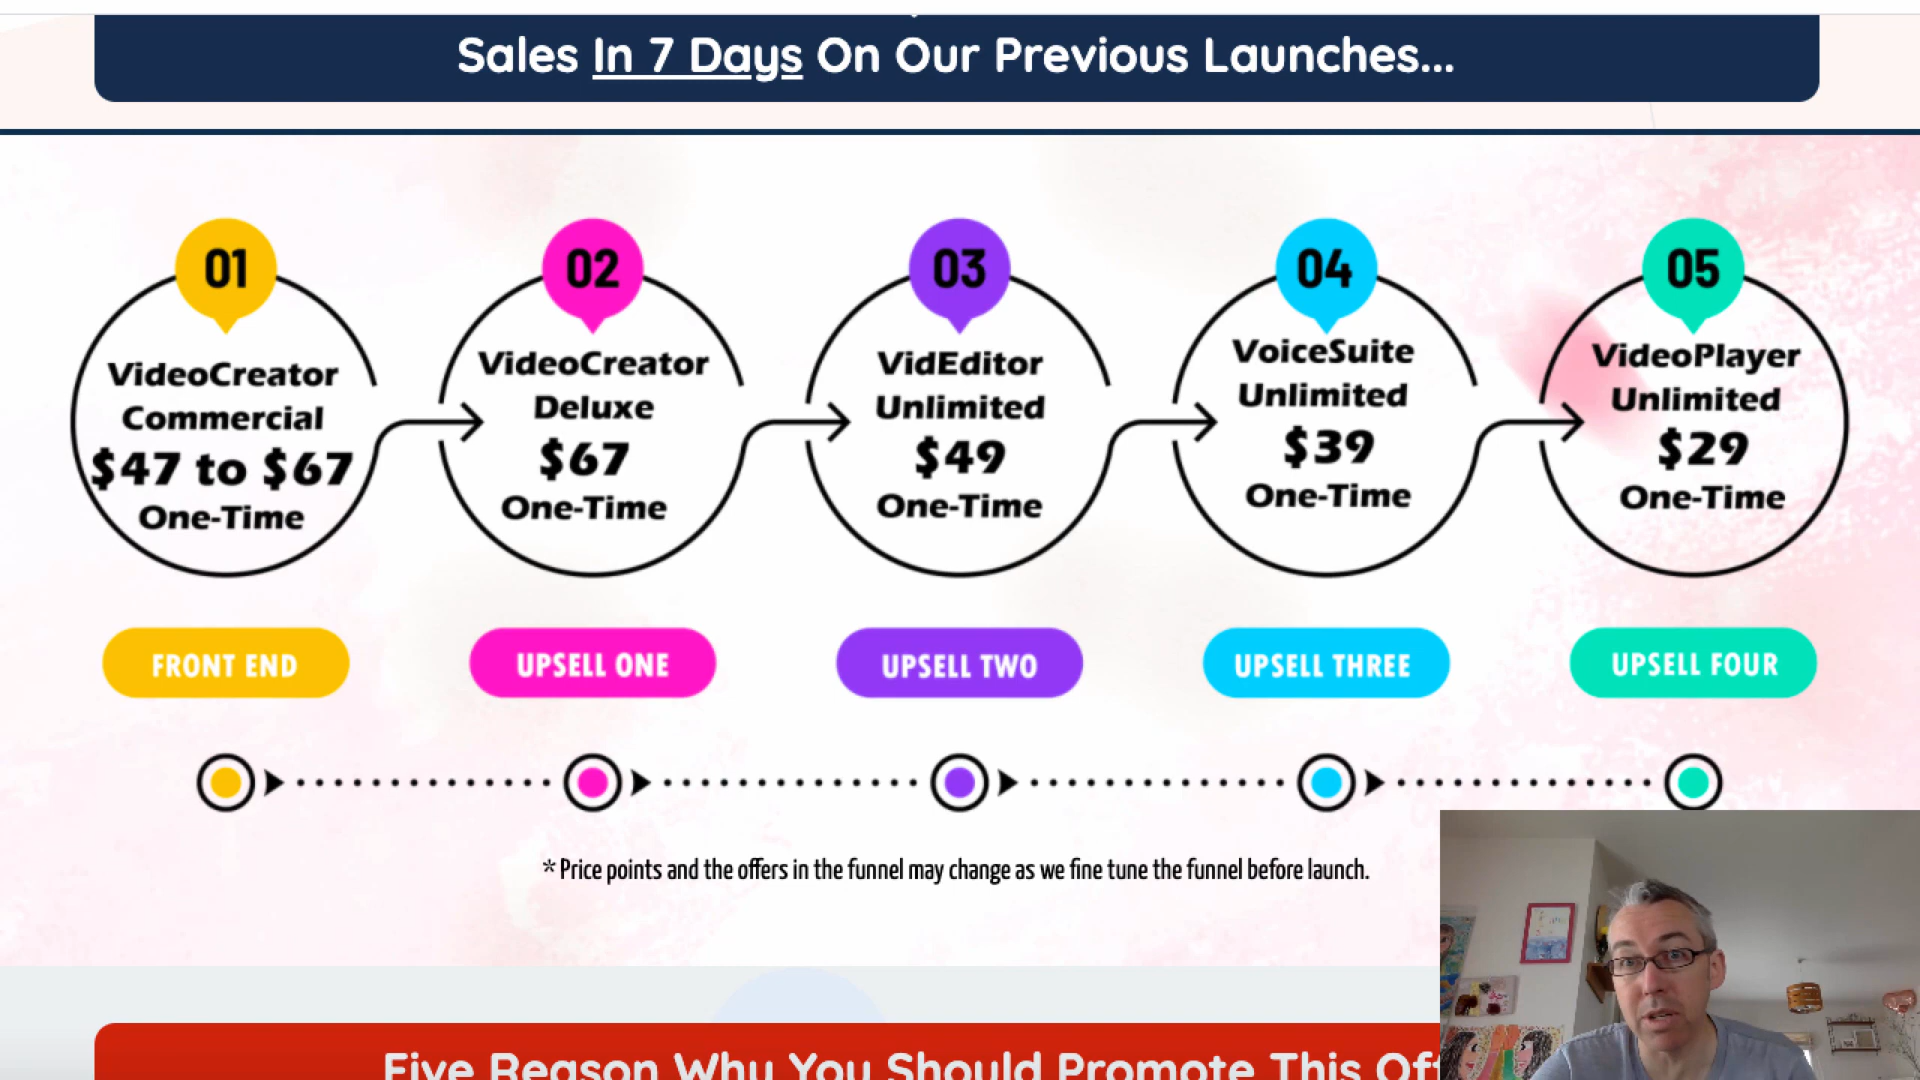 Sales In 7 Days On Our Previous Launches...
01
VideoCreator
Commercial
$47 to $67
One-Time
02
VideoCreator
Deluxe
$67
One-Time
03
VidEditor
Unlimited
$49
One-Time
04
VoiceSuite
Unlimited
$39
One-Time
05
VideoPlayer
Unlimited
$29
One-Time
FRONT END
UPSELL ONE
UPSELL TWO
UPSELL THREE
UPSELL FOUR
* Price points and the offers in the funnel may change as we fine tune the funnel before launch.
Five Reason Why You Should Promote This